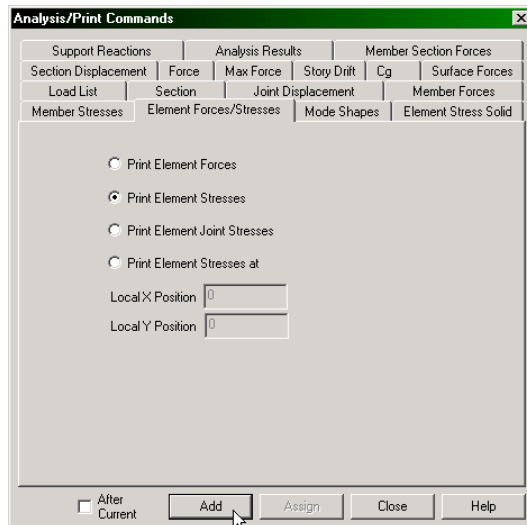 Analysis/Print Commands
Support Reactions Analysis Results Member Section Forces
Section Displacement Force Max Force Story Drift Cg Surface Forces
Load List Section Joint Displacement Member Forces
Member Stresses Element Forces/Stresses Mode Shapes Element Stress Solid
Print Element Forces
Print Element Stresses
Print Element Joint Stresses
Print Element Stresses at
Local X Position 0
Local Y Position 0
After Current Add Assign Close Help